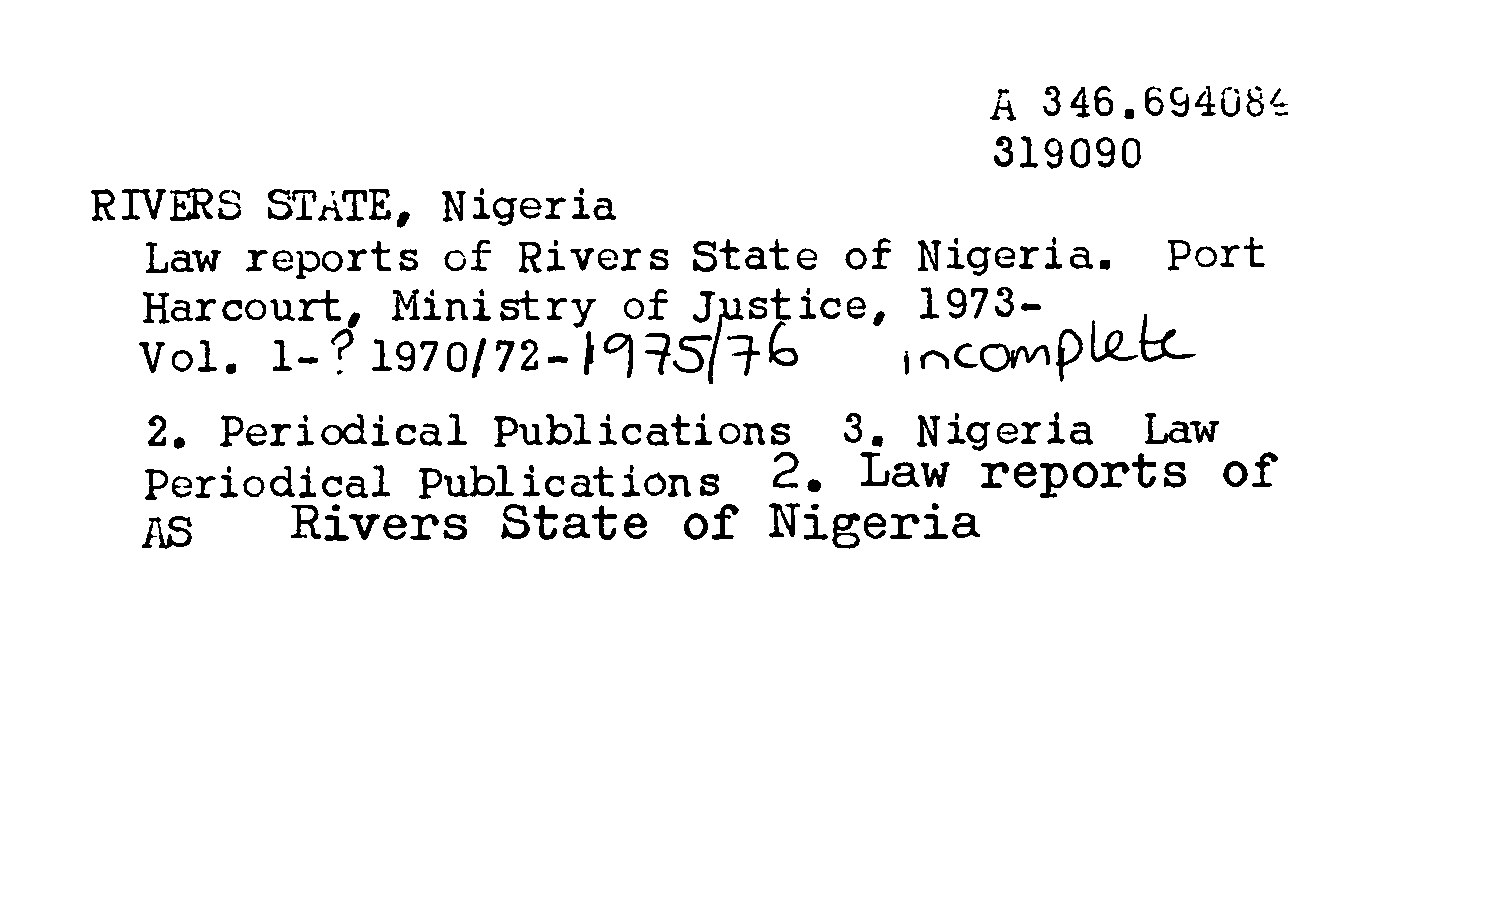 A 346.694084
319090
RIVERS STATE, Nigeria
Law reports of Rivers State of Nigeria. Port
Harcourt, Ministry of Justice, 1973-
Vol. 1-? 1970/72-1975/76 incomplete
2. Periodical Publications 3. Nigeria Law
Periodical Publications 2. Law reports of
AS Rivers State of Nigeria